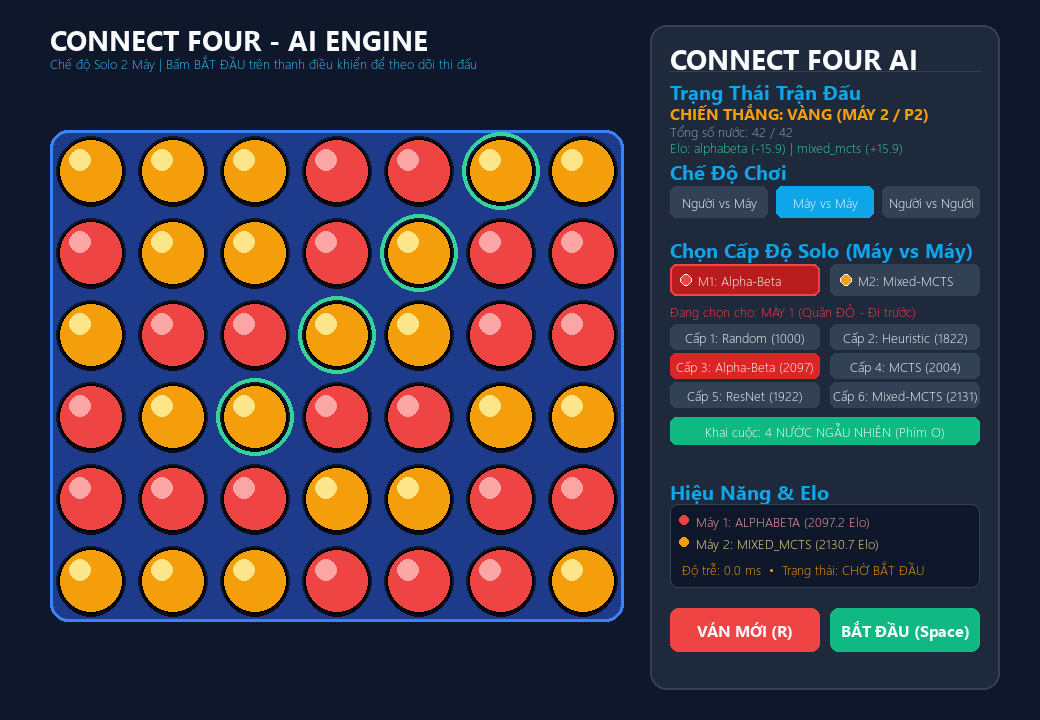 CONNECT FOUR - AI ENGINE
Chế độ Solo 2 Máy | Bấm BẮT ĐẦU trên thanh điều khiển để theo dõi thi đấu
CONNECT FOUR AI
Trạng Thái Trận Đấu
CHIẾN THẮNG: VÀNG (MÁY 2 / P2)
Tổng số nước: 42 / 42
Elo: alphabeta (-15.9) | mixed_mcts (+15.9)
Chế Độ Chơi
Người vs Máy
Máy vs Máy
Người vs Người
Chọn Cấp Độ Solo (Máy vs Máy)
M1: Alpha-Beta
M2: Mixed-MCTS
Đang chọn cho: MÁY 1 (Quân ĐỎ - Đi trước)
Cấp 1: Random (1000)
Cấp 2: Heuristic (1822)
Cấp 3: Alpha-Beta (2097)
Cấp 4: MCTS (2004)
Cấp 5: ResNet (1922)
Cấp 6: Mixed-MCTS (2131)
Khai cuộc: 4 NƯỚC NGẪU NHIÊN (Phím O)
Hiệu Năng & Elo
Máy 1: ALPHABETA (2097.2 Elo)
Máy 2: MIXED_MCTS (2130.7 Elo)
Độ trễ: 0.0 ms • Trạng thái: CHỜ BẮT ĐẦU
VÁN MỚI (R)
BẮT ĐẦU (Space)